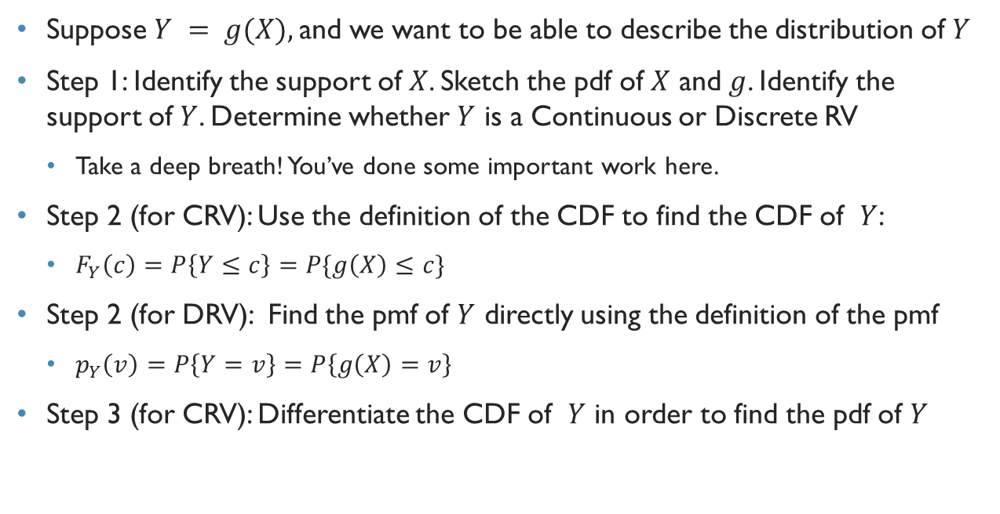 • Suppose Y = g(X), and we want to be able to describe the distribution of Y
• Step 1: Identify the support of X. Sketch the pdf of X and g. Identify the
support of Y. Determine whether Y is a Continuous or Discrete RV
• Take a deep breath! You've done some important work here.
• Step 2 (for CRV): Use the definition of the CDF to find the CDF of Y:
• F_Y(c) = P{Y ≤ c} = P{g(X) ≤ c}
• Step 2 (for DRV): Find the pmf of Y directly using the definition of the pmf
• p_Y(v) = P{Y = v} = P{g(X) = v}
• Step 3 (for CRV): Differentiate the CDF of Y in order to find the pdf of Y